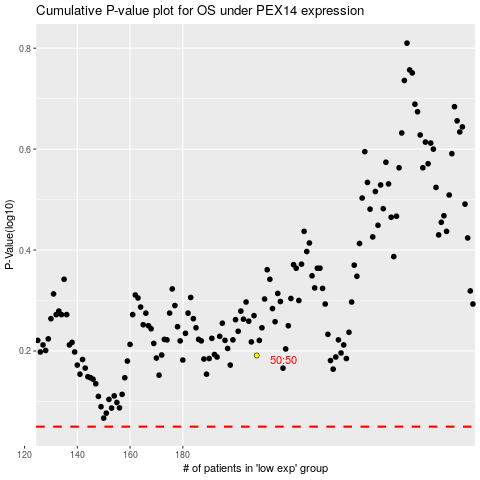 Cumulative P-value plot for OS under PEX14 expression
P-Value(log10)
0.8
0.6
0.4
0.2
50:50
120 140 160 180
# of patients in 'low exp' group